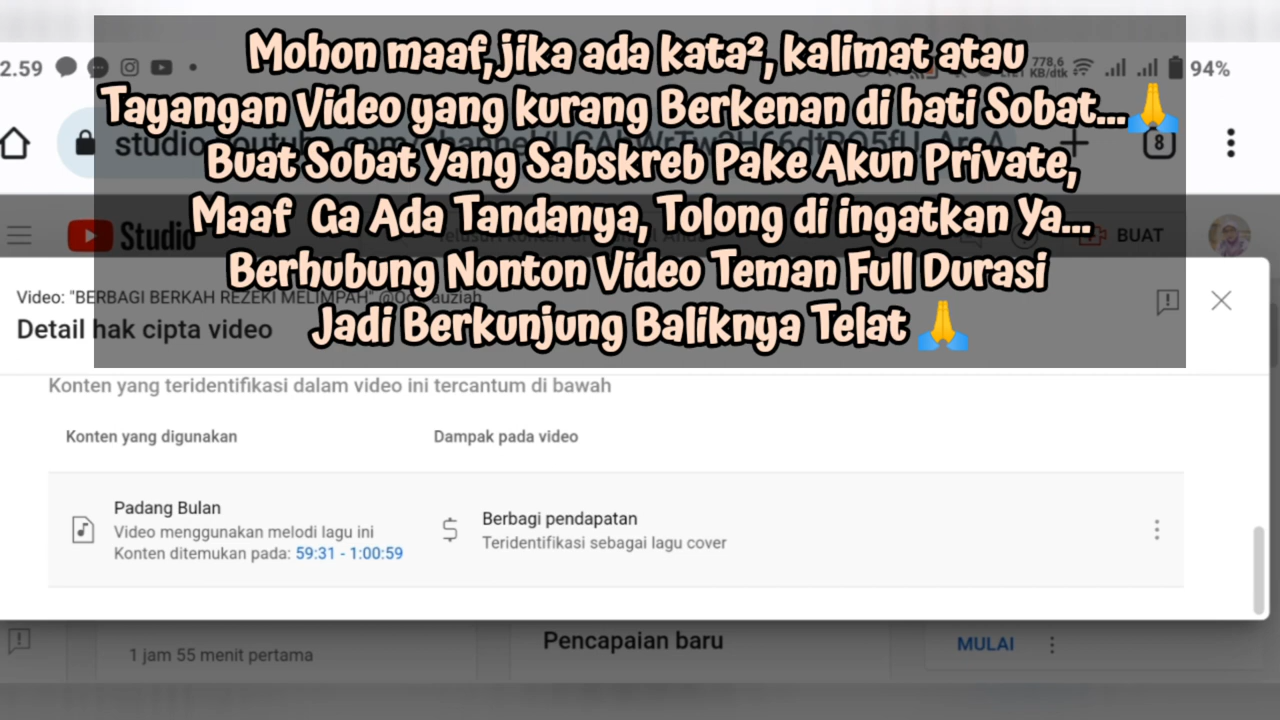 Mohon maaf,jika ada kata², kalimat atau
Tayangan Video yang kurang Berkenan di hati Sobat...🙏
Buat Sobat Yang Sabskreb Pake Akun Private,
Maaf Ga Ada Tandanya, Tolong di ingatkan Ya...
Berhubung Nonton Video Teman Full Durasi
Jadi Berkunjung Baliknya Telat 🙏
2.59
778,6
KB/dtk
94%
8
Studio
BUAT
Video: "BERBAGI BERKAH REZEKI MELIMPAH"
Detail hak cipta video
Konten yang teridentifikasi dalam video ini tercantum di bawah
Konten yang digunakan
Dampak pada video
Padang Bulan
Video menggunakan melodi lagu ini
Konten ditemukan pada: 59:31 - 1:00:59
Berbagi pendapatan
Teridentifikasi sebagai lagu cover
1 jam 55 menit pertama
Pencapaian baru
MULAI